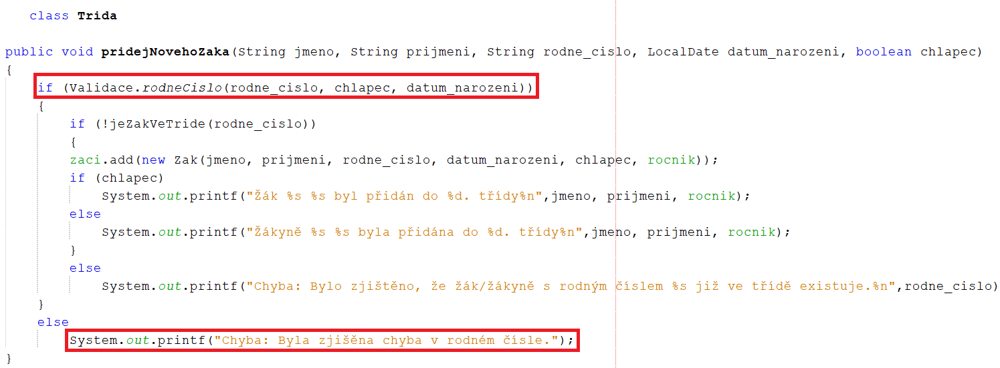 class Trida
public void pridejNovehoZaka(String jmeno, String prijmeni, String rodne_cislo, LocalDate datum_narozeni, boolean chlapec)
{
if (Validace.rodneCislo(rodne_cislo, chlapec, datum_narozeni))
{
if (!jeZakVeTride(rodne_cislo))
{
zaci.add(new Zak(jmeno, prijmeni, rodne_cislo, datum_narozeni, chlapec, rocnik));
if (chlapec)
System.out.printf("Žák %s %s byl přidán do %d. třídy%n",jmeno, prijmeni, rocnik);
else
System.out.printf("Žákyně %s %s byla přidána do %d. třídy%n",jmeno, prijmeni, rocnik);
}
else
System.out.printf("Chyba: Bylo zjištěno, že žák/žákyně s rodným číslem %s již ve třídě existuje.%n",rodne_cislo)
}
else
System.out.printf("Chyba: Byla zjišěna chyba v rodném čísle.");
}